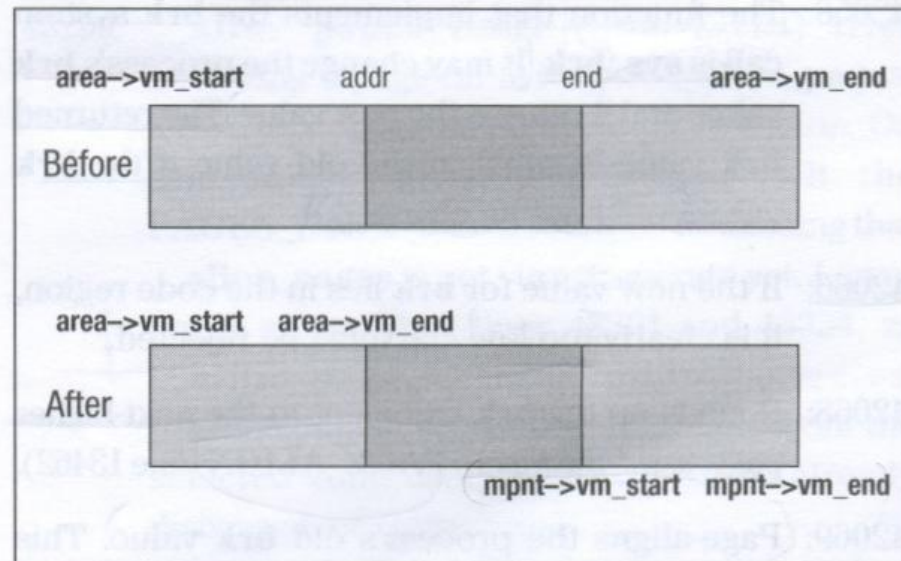 area–>vm_start addr end area–>vm_end
Before
area–>vm_start area–>vm_end
After
mpnt–>vm_start mpnt–>vm_end